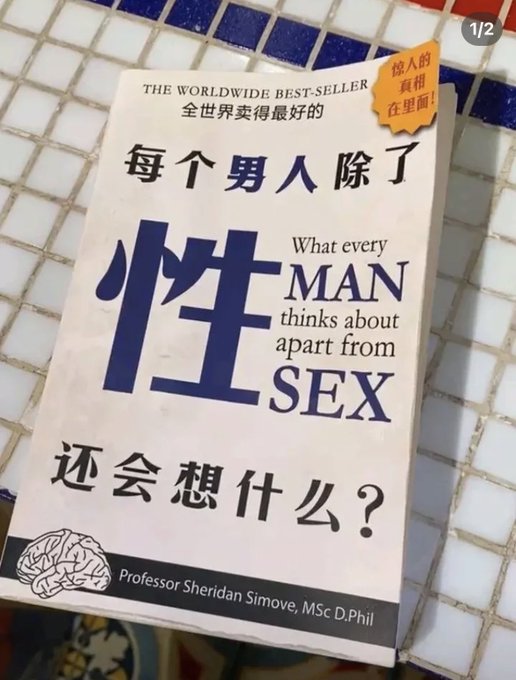 1/2
惊人的
真相
在里面!
THE WORLDWIDE BEST-SELLER
全世界卖得最好的
每个男人除了
性
What every
MAN
thinks about
apart from
SEX
还会想什么?
Professor Sheridan Simove, MSc D.Phil